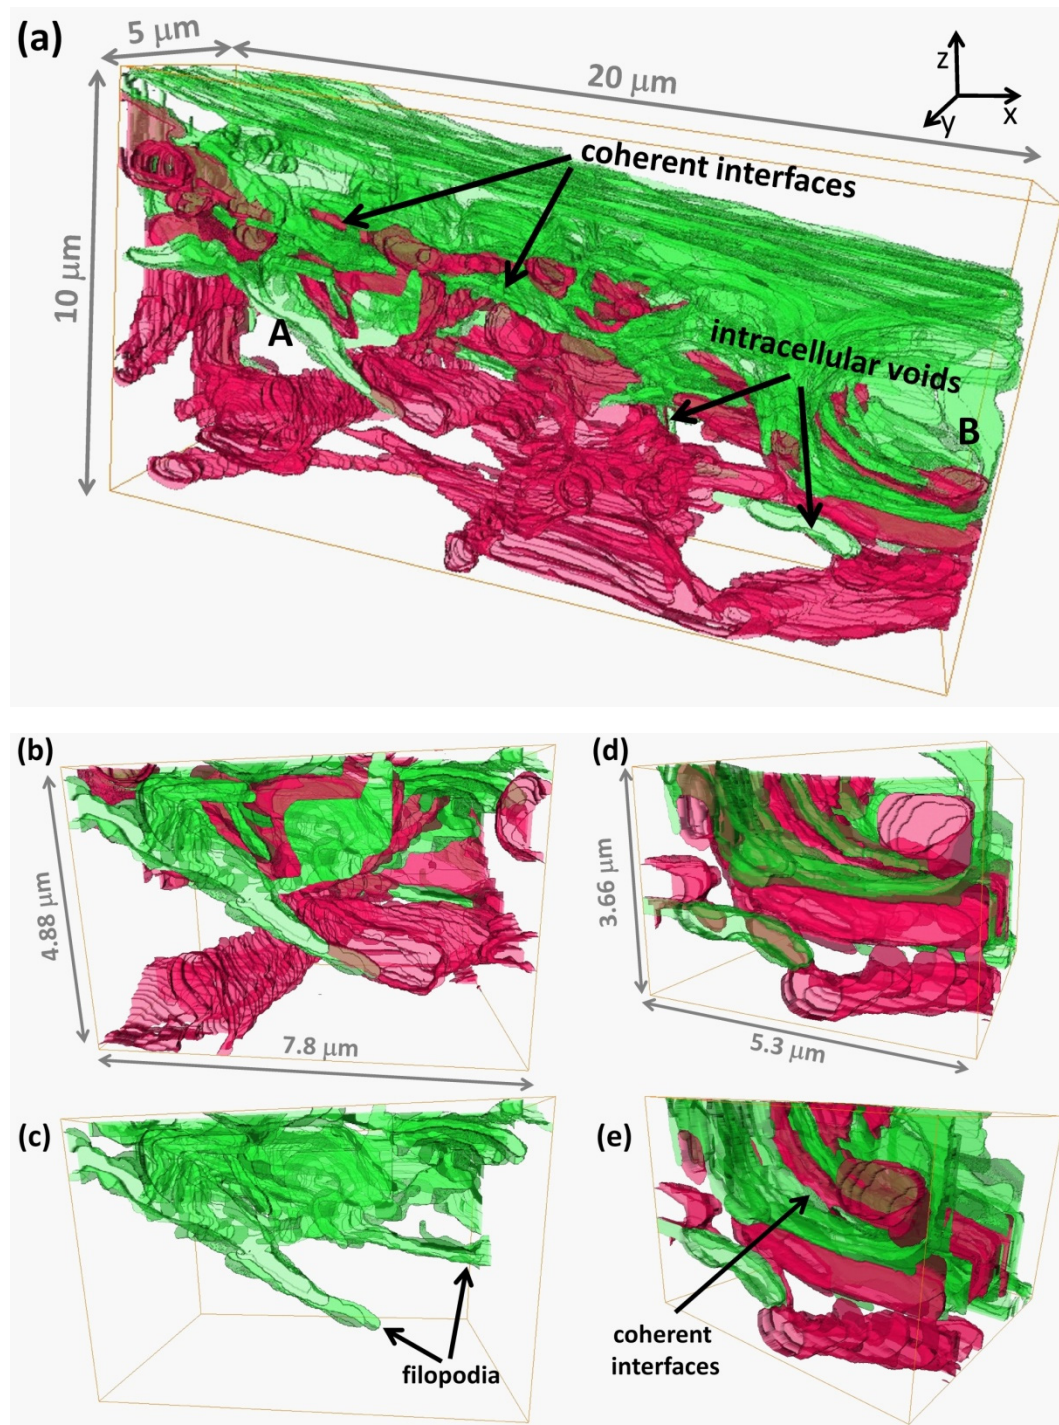 (a)
5 μm
20 μm
z
y
x
coherent interfaces
10 μm
A
intracellular voids
B
(b)
4.88 μm
7.8 μm
(d)
3.66 μm
5.3 μm
(c)
filopodia
(e)
coherent
interfaces